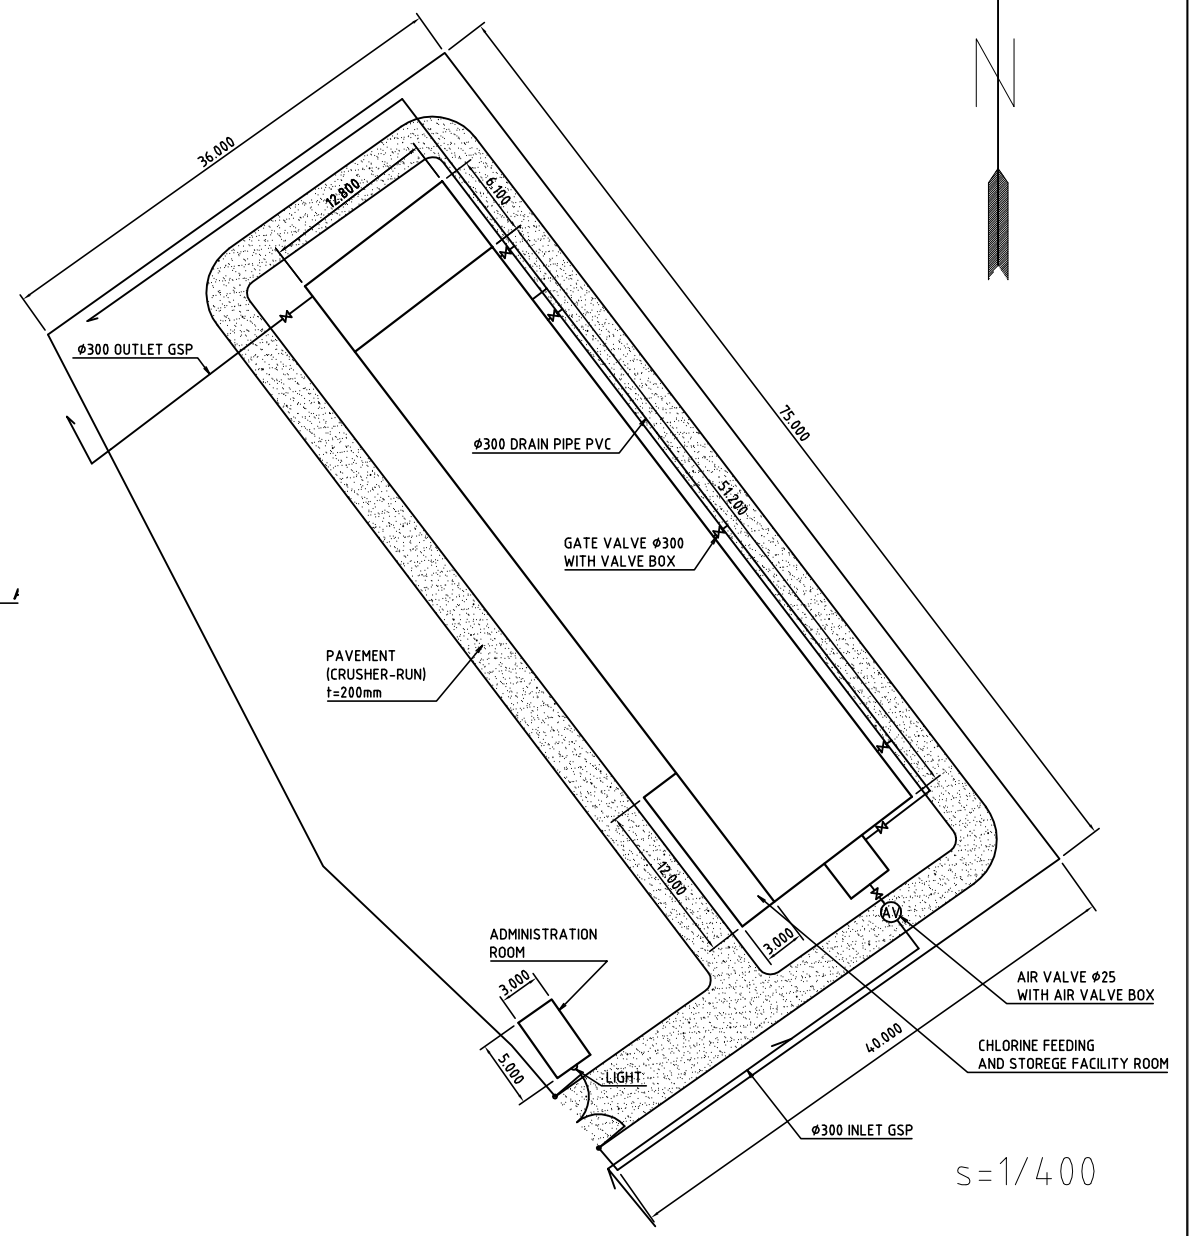 N
36.000
12.800
6.100
Ø300 OUTLET GSP
75.000
Ø300 DRAIN PIPE PVC
51.200
GATE VALVE Ø300
WITH VALVE BOX
PAVEMENT
(CRUSHER-RUN)
t=200mm
12.000
AV
ADMINISTRATION
ROOM
3.000
3.000
AIR VALVE Ø25
WITH AIR VALVE BOX
40.000
CHLORINE FEEDING
AND STOREGE FACILITY ROOM
5.000
LIGHT
Ø300 INLET GSP
s=1/400